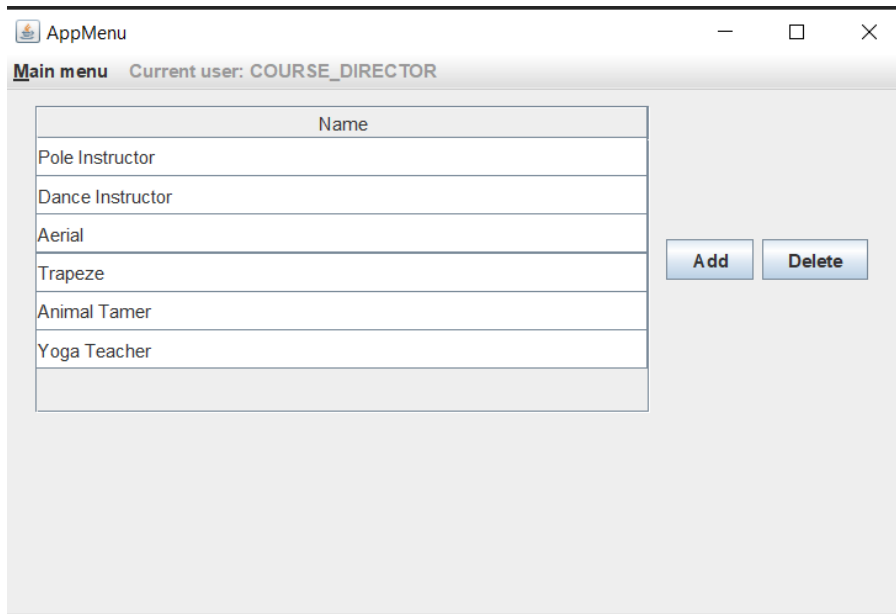 AppMenu
Main menu Current user: COURSE_DIRECTOR
Name
Pole Instructor
Dance Instructor
Aerial
Trapeze
Animal Tamer
Yoga Teacher
Add Delete